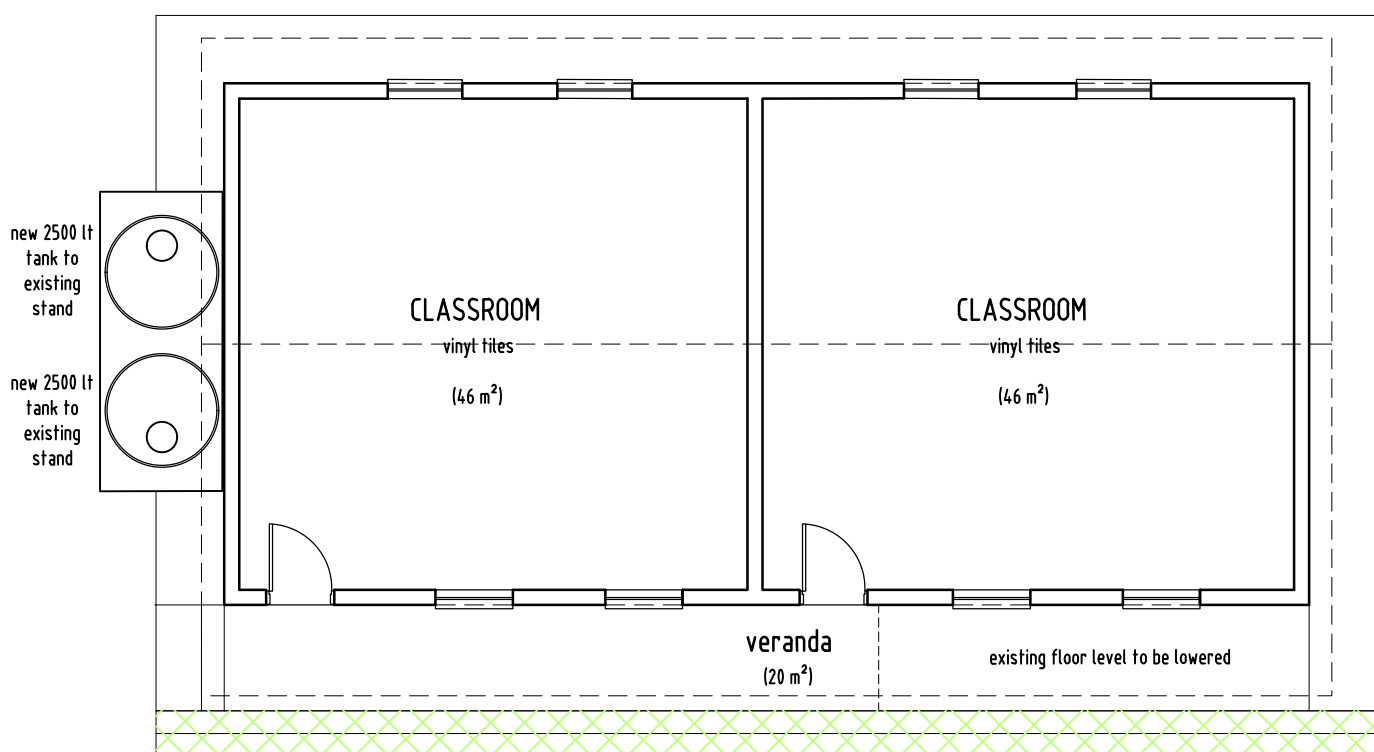 new 2500 lt
tank to
existing
stand
new 2500 lt
tank to
existing
stand
CLASSROOM
vinyl tiles
(46 m²)
CLASSROOM
vinyl tiles
(46 m²)
veranda
(20 m²)
existing floor level to be lowered